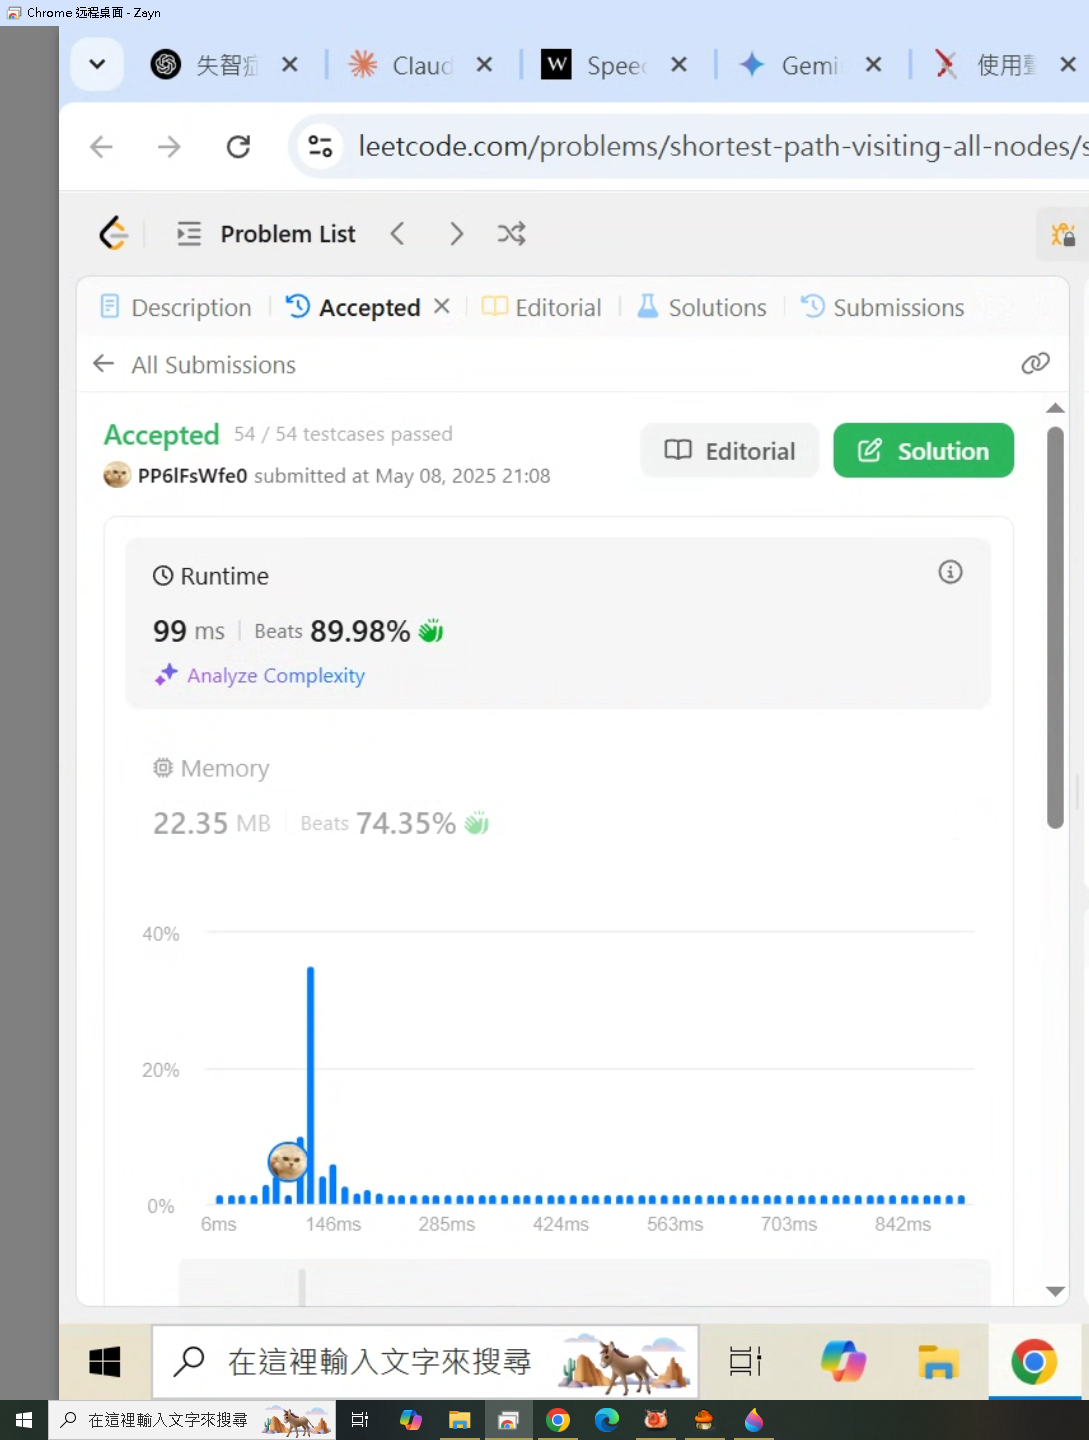 Chrome 远程桌面 - Zayn
失智症
Claud
Speec
Gemi
使用臺
leetcode.com/problems/shortest-path-visiting-all-nodes/s
Problem List
Description
Accepted
Editorial
Solutions
Submissions
All Submissions
Accepted 54 / 54 testcases passed
PP6lFsWfe0 submitted at May 08, 2025 21:08
Editorial
Solution
Runtime
99 ms Beats 89.98%
Analyze Complexity
Memory
22.35 MB Beats 74.35%
40%
20%
0%
6ms 146ms 285ms 424ms 563ms 703ms 842ms
在這裡輸入文字來搜尋
在這裡輸入文字來搜尋